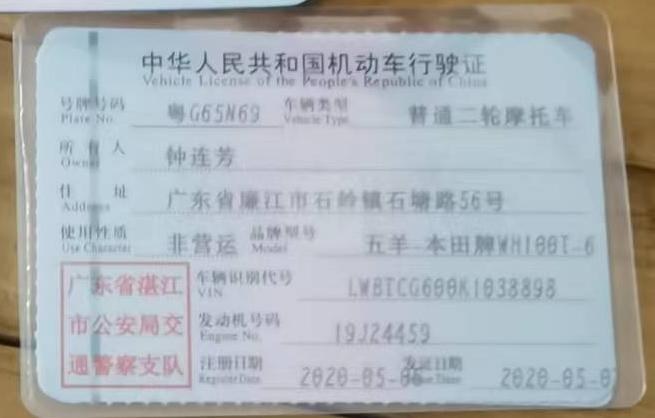 中华人民共和国机动车行驶证
Vehicle License of the People's Republic of China
号牌号码 粤G65N69 车辆类型 普通二轮摩托车
Plate No. Vehicle Type
所有人 钟连芳
Owner
住址 广东省廉江市石岭镇石塘路56号
Address
使用性质 非营运 品牌型号 五羊-本田牌WH100T-6
Use Character Model
广东省湛江
市公安局交
通警察支队
车辆识别代号 LWBTCG600K1038898
VIN
发动机号码 19J24459
Engine No.
注册日期 2020-05-06 发证日期 2020-05-0
Register Date Issue Date